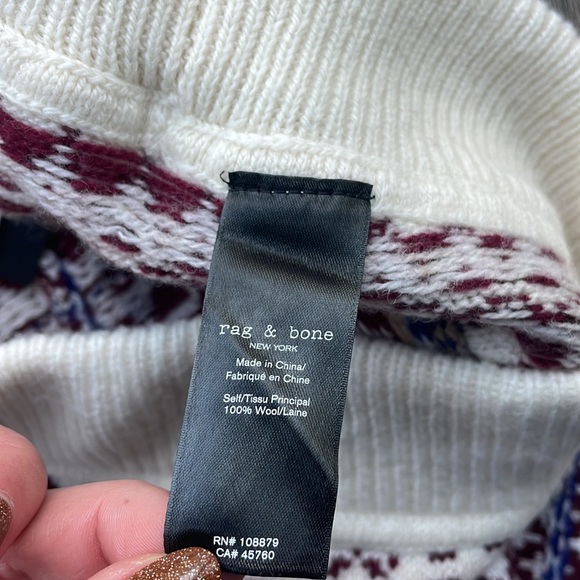 rag & bone
NEW YORK
Made in China/
Fabriqué en Chine
Self/Tissu Principal
100% Wool/Laine
RN# 108879
CA# 45760